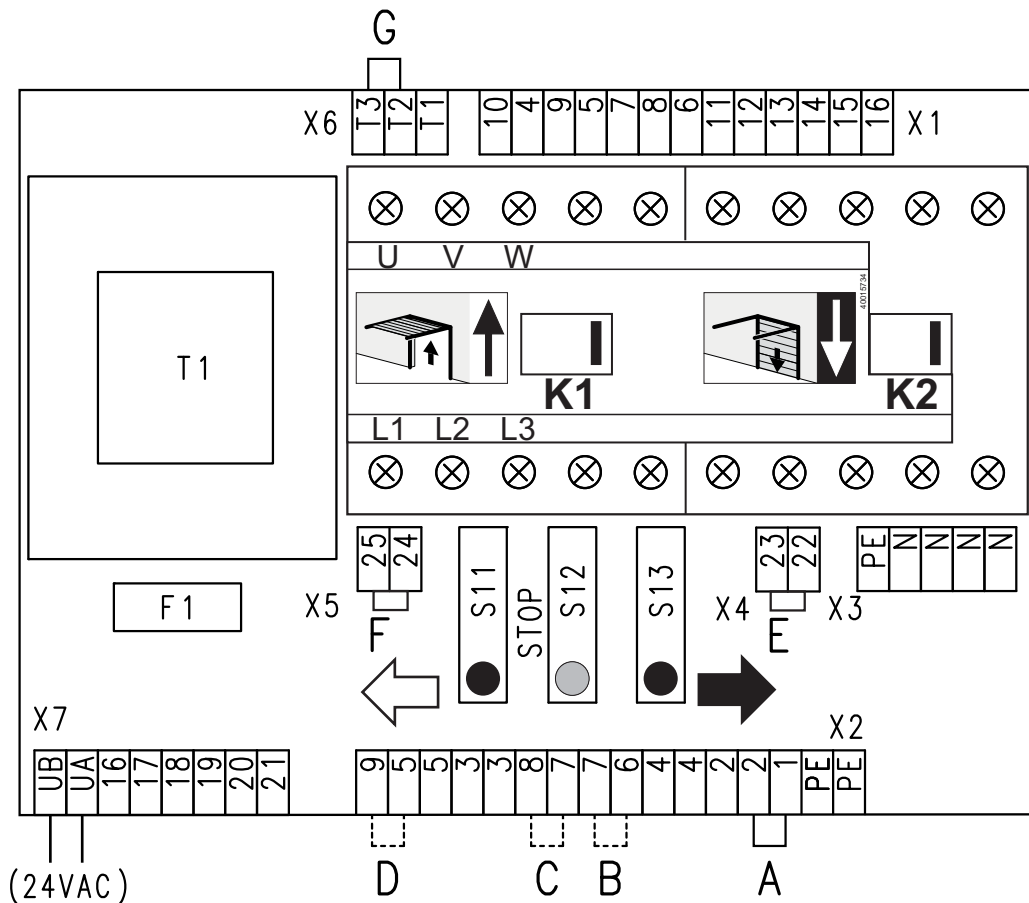 G
X6 T3 T2 T1 10 4 9 5 7 8 6 11 12 13 14 15 16 X1
U V W
40015734
T1
K1 K2
L1 L2 L3
25 24 S11 STOP S12 S13 23 22 PE N N N N
F1 X5 F X4 E X3
X7 X2
UB UA 16 17 18 19 20 21 9 5 5 3 3 8 7 7 6 4 4 2 2 1 PE PE
(24VAC) D C B A